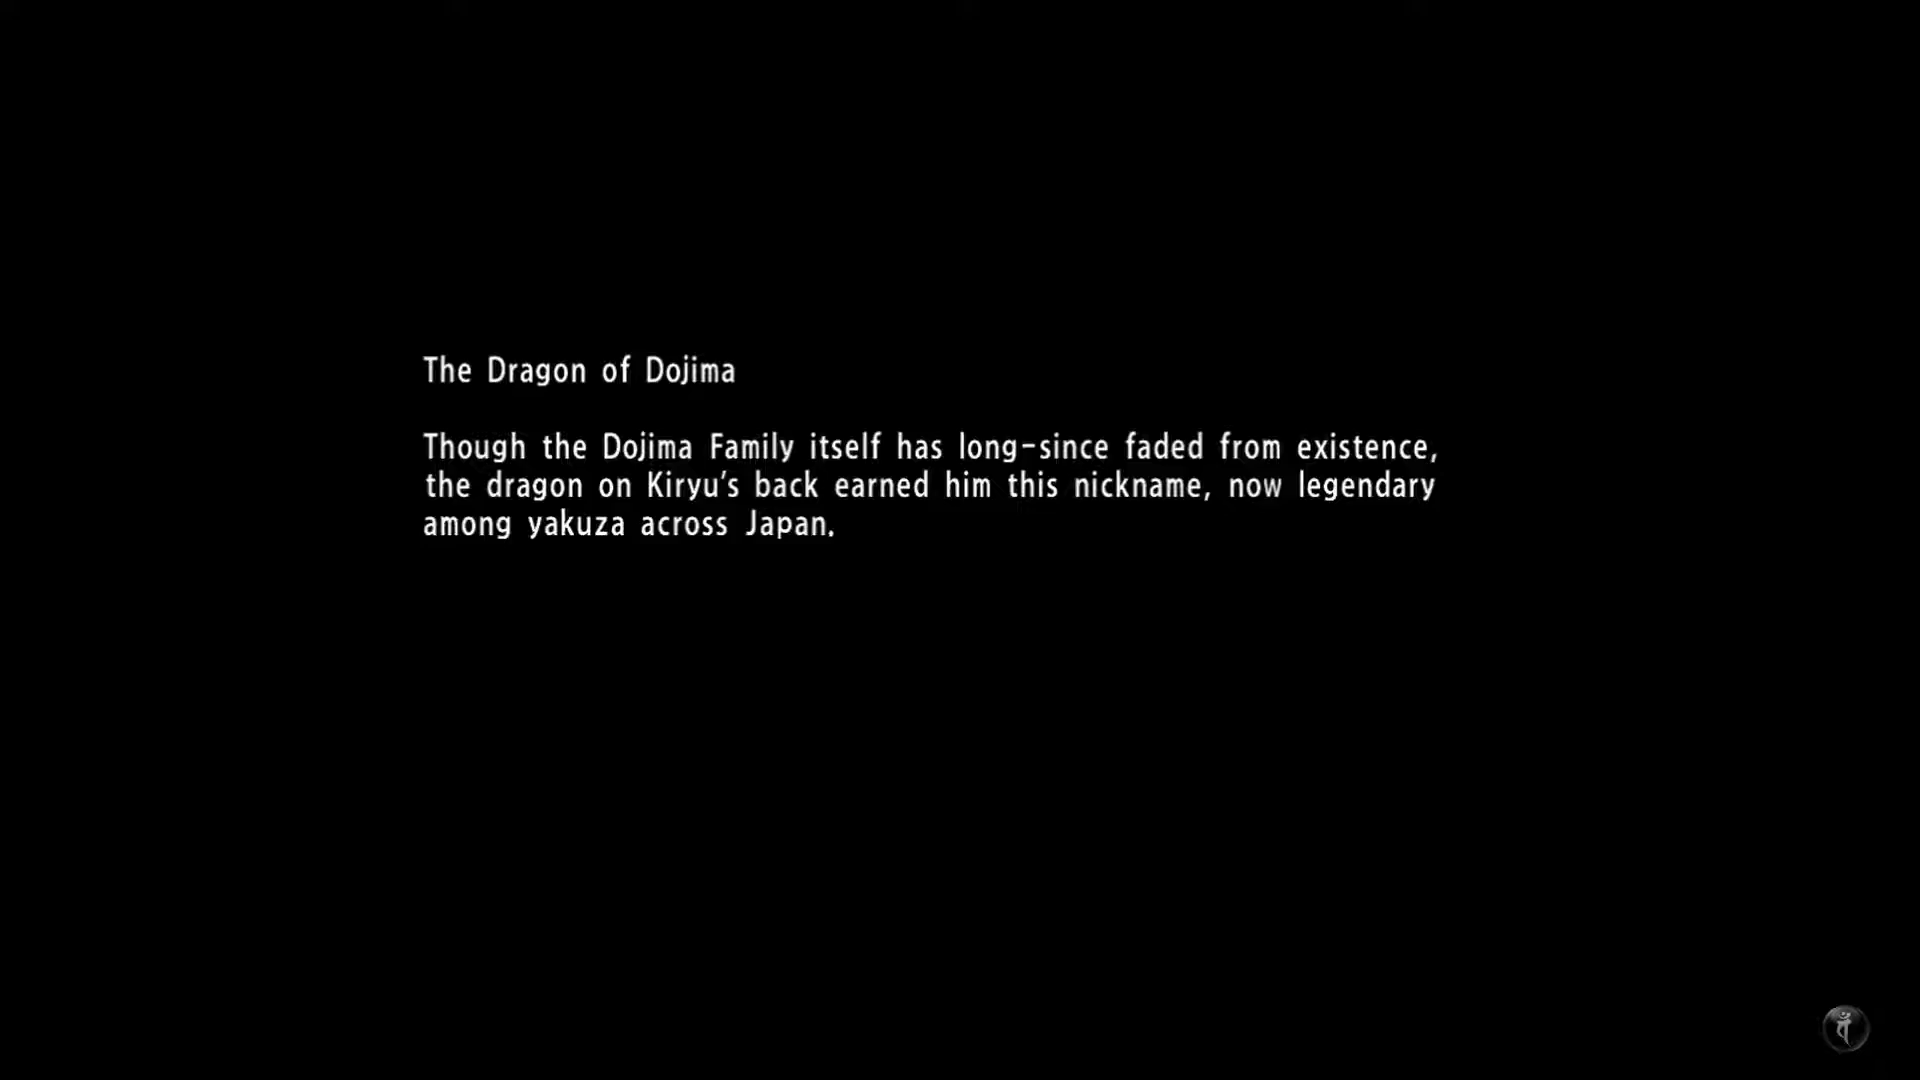 The Dragon of Dojima
Though the Dojima Family itself has long-since faded from existence,
the dragon on Kiryu's back earned him this nickname, now legendary
among yakuza across Japan.